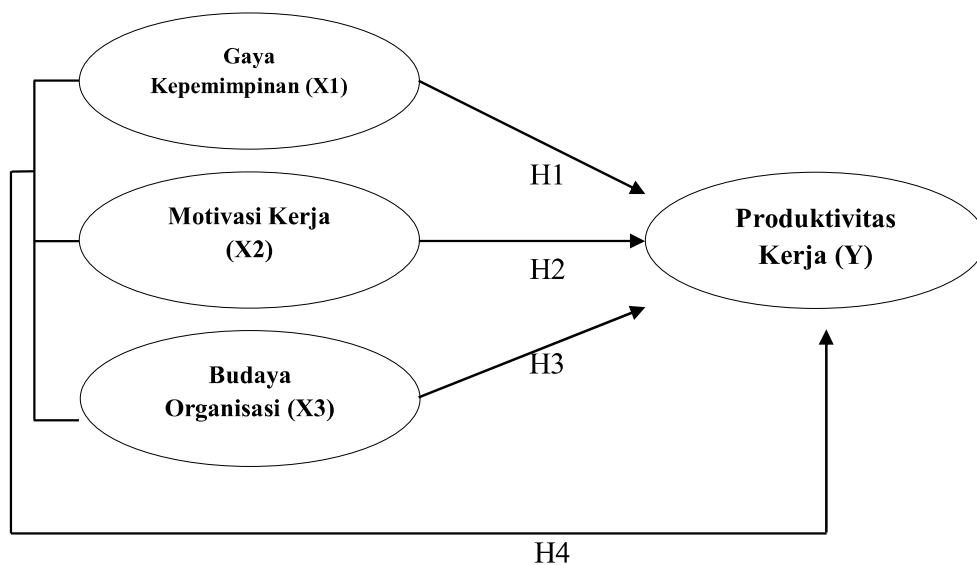 Gaya
Kepemimpinan (X1)
H1
Motivasi Kerja
(X2)
H2
Produktivitas
Kerja (Y)
Budaya
Organisasi (X3)
H3
H4